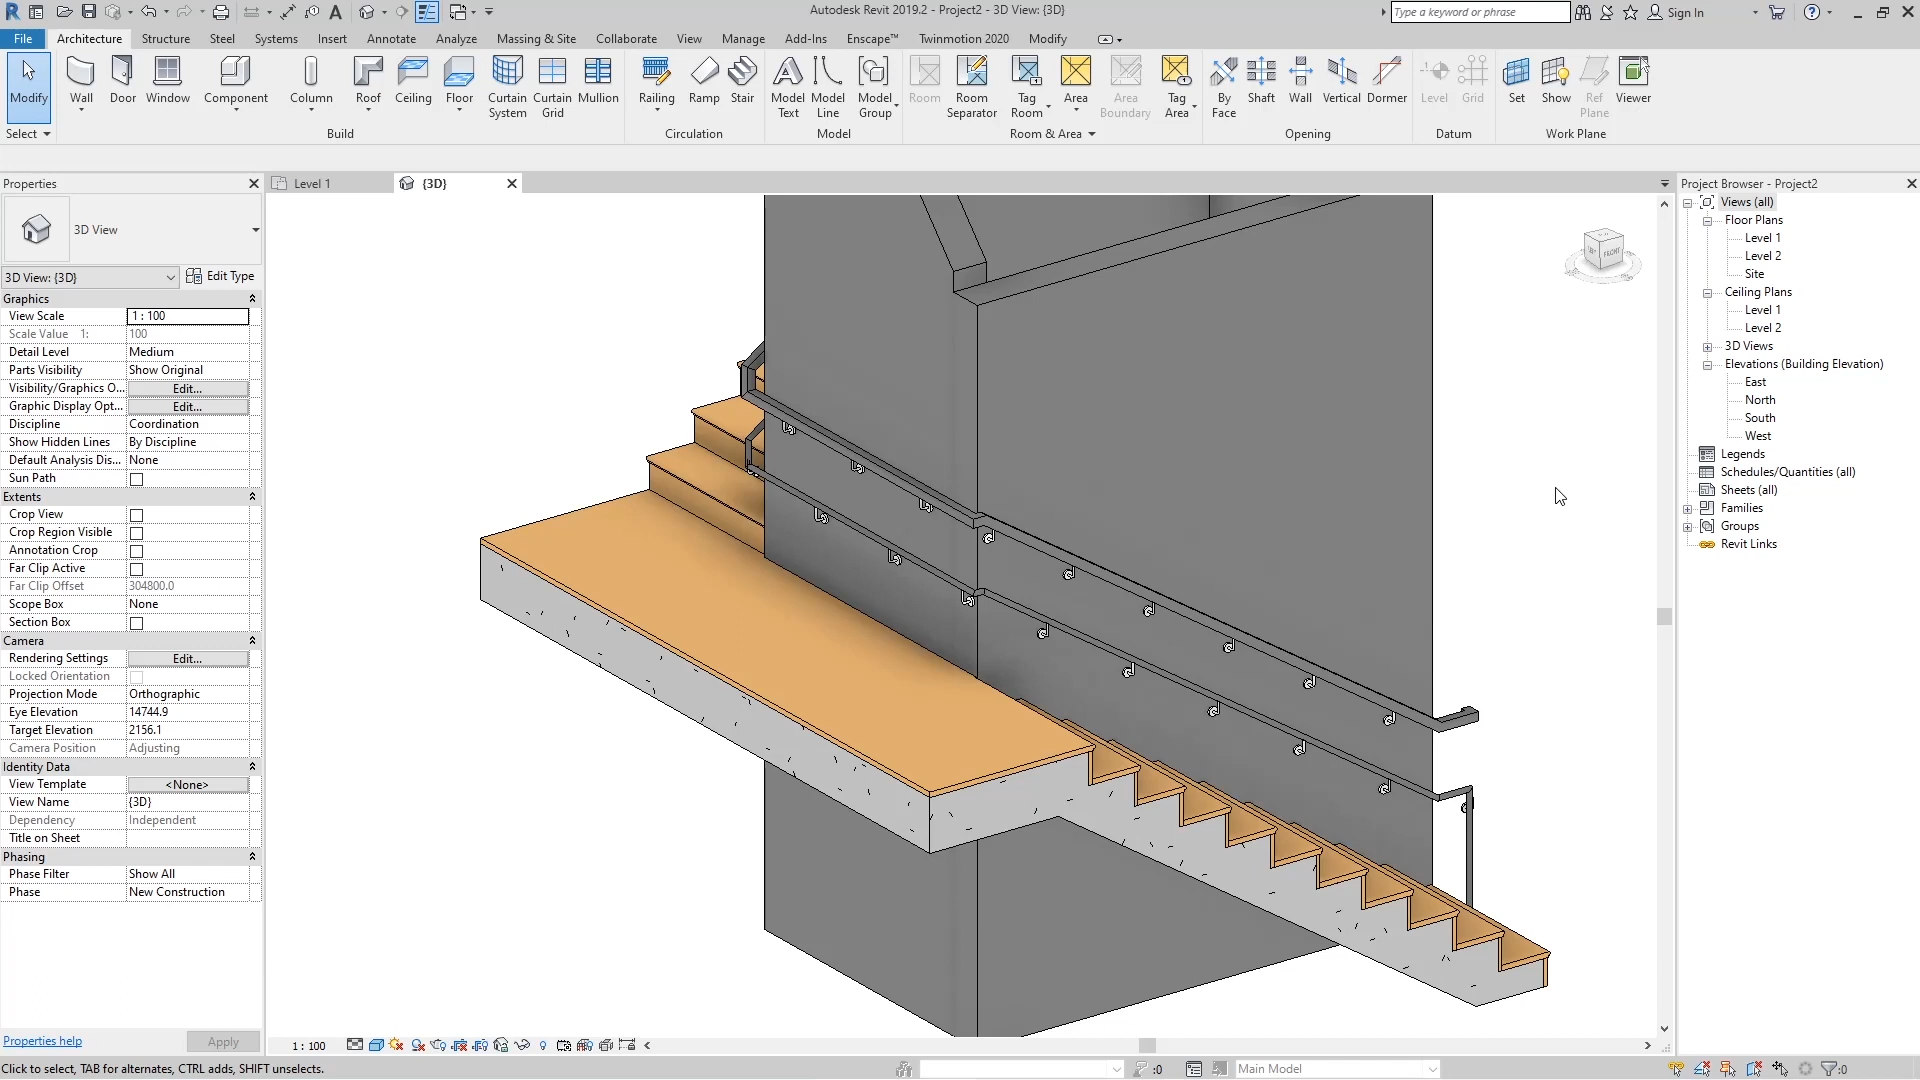 Autodesk Revit 2019.2 - Project2 - 3D View: {3D}
Type a keyword or phrase
Sign In
File Architecture Structure Steel Systems Insert Annotate Analyze Massing & Site Collaborate View Manage Add-Ins Enscape™ Twinmotion 2020 Modify
Modify Wall Door Window Component Column Roof Ceiling Floor Curtain System Curtain Grid Mullion Railing Ramp Stair Model Text Model Line Model Group Room Room Separator Tag Room Area Area Boundary Tag Area By Face Shaft Wall Vertical Dormer Level Grid Set Show Ref Plane Viewer
Select Build Circulation Model Room & Area Opening Datum Work Plane
Properties
Level 1
{3D}
Project Browser - Project2
3D View
3D View: {3D}
Edit Type
Graphics
View Scale 1 : 100
Scale Value 1: 100
Detail Level Medium
Parts Visibility Show Original
Visibility/Graphics O... Edit...
Graphic Display Opt... Edit...
Discipline Coordination
Show Hidden Lines By Discipline
Default Analysis Dis... None
Sun Path
Extents
Crop View
Crop Region Visible
Annotation Crop
Far Clip Active
Far Clip Offset 304800.0
Scope Box None
Section Box
Camera
Rendering Settings Edit...
Locked Orientation
Projection Mode Orthographic
Eye Elevation 14744.9
Target Elevation 2156.1
Camera Position Adjusting
Identity Data
View Template <None>
View Name {3D}
Dependency Independent
Title on Sheet
Phasing
Phase Filter Show All
Phase New Construction
Properties help
Apply
FRONT
Views (all)
Floor Plans
Level 1
Level 2
Site
Ceiling Plans
Level 1
Level 2
3D Views
Elevations (Building Elevation)
East
North
South
West
Legends
Schedules/Quantities (all)
Sheets (all)
Families
Groups
Revit Links
1 : 100
Click to select, TAB for alternates, CTRL adds, SHIFT unselects.
:0
Main Model
:0